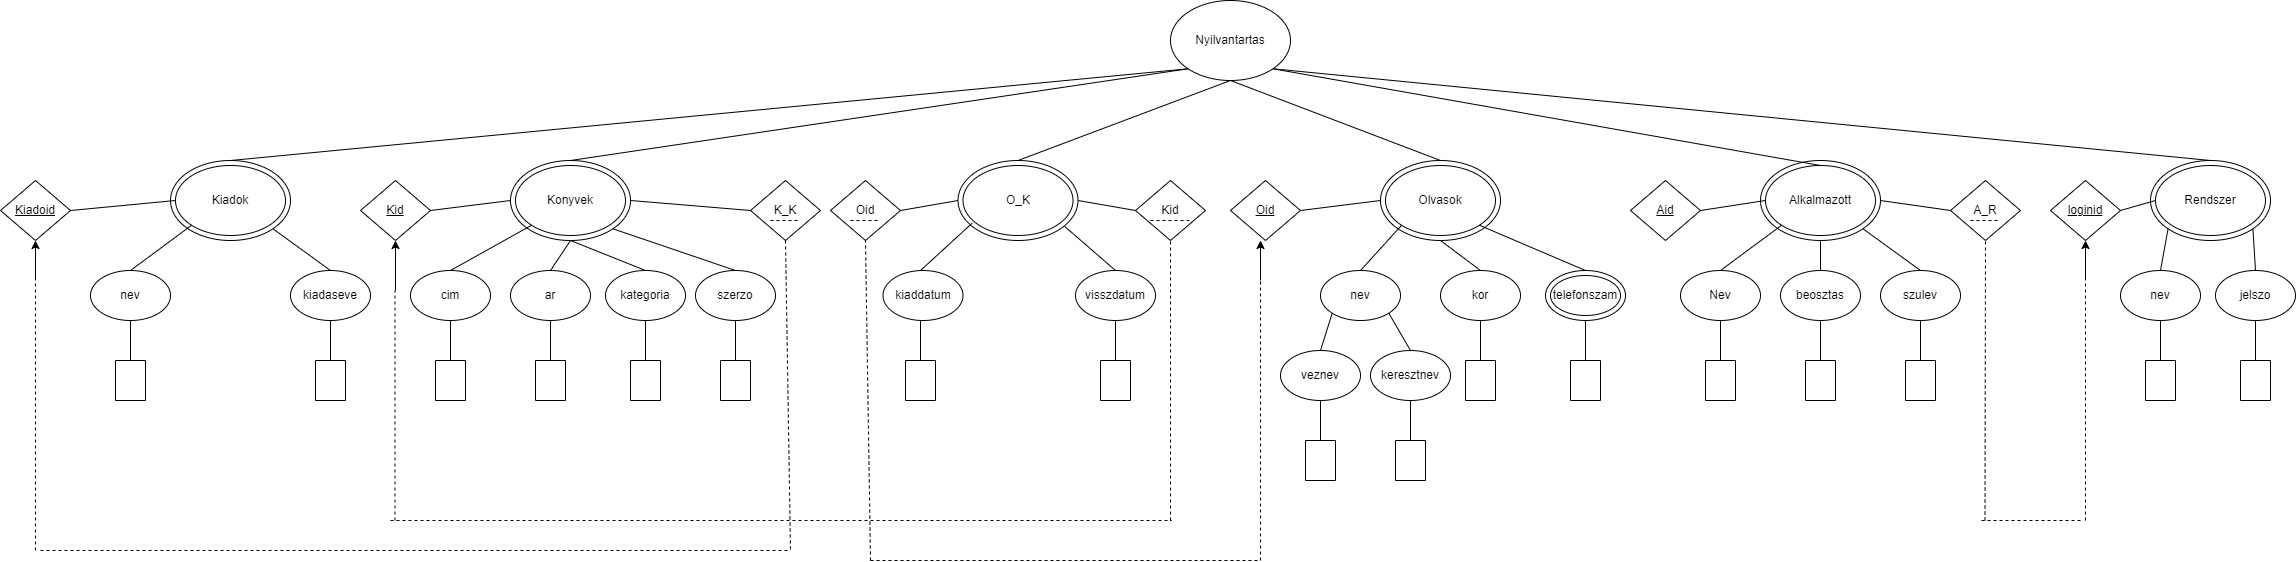 Nyilvantartas
Kiadoid
Kiadok
Kid
Konyvek
K_K
Oid
O_K
Kid
Oid
Olvasok
Aid
Alkalmazott
A_R
loginid
Rendszer
nev
kiadaseve
cim
ar
kategoria
szerzo
kiaddatum
visszdatum
nev
kor
telefonszam
Nev
beosztas
szulev
nev
jelszo
veznev
keresztnev